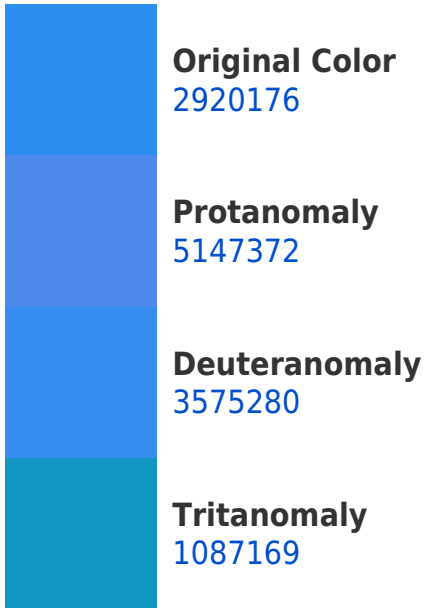 Original Color
2920176
Protanomaly
5147372
Deuteranomaly
3575280
Tritanomaly
1087169